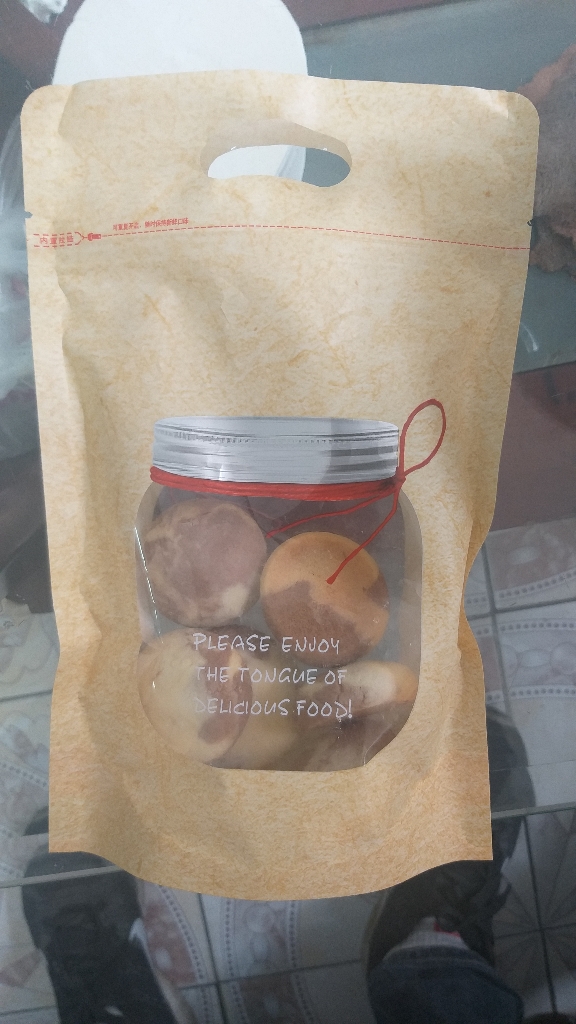 PLEASE ENJOY
THE TONGUE OF
DELICIOUS FOOD!